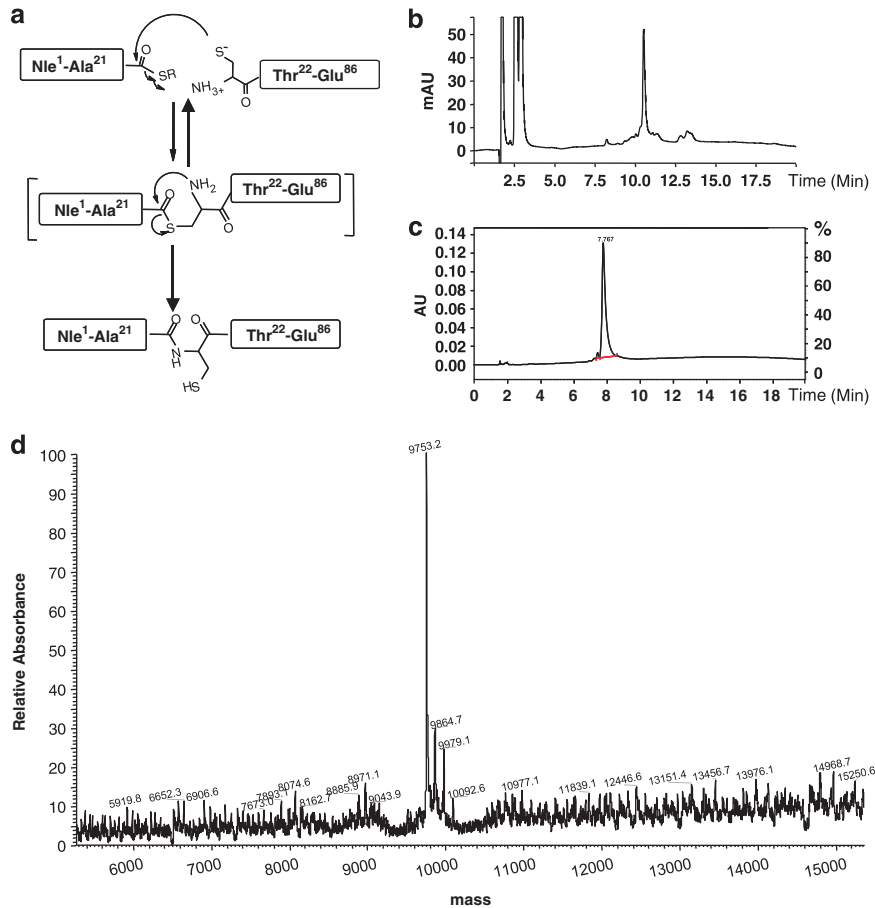 a
Nle1-Ala21
O
SR
S-
NH3+
O
Thr22-Glu86
Nle1-Ala21
O
S
NH2
O
Thr22-Glu86
Nle1-Ala21
O
N
H
O
HS
Thr22-Glu86
b
mAU
50
40
30
20
10
0
2.5 5.0 7.5 10.0 12.5 15.0 17.5 Time (Min)
c
AU
0.14
0.12
0.10
0.08
0.06
0.04
0.02
0.00
7.767
%
80
60
40
20
0
0 2 4 6 8 10 12 14 16 18 Time (Min)
d
Relative Absorbance
100
90
80
70
60
50
40
30
20
10
0
5919.8
6652.3
6906.6
7673.0
7893.1
8074.6
8162.7
8885.9
8971.1
9043.9
9753.2
9864.7
9979.1
10092.6
10977.1
11839.1
12446.6
13151.4
13456.7
13976.1
14968.7
15250.6
6000 7000 8000 9000 10000 11000 12000 13000 14000 15000
mass